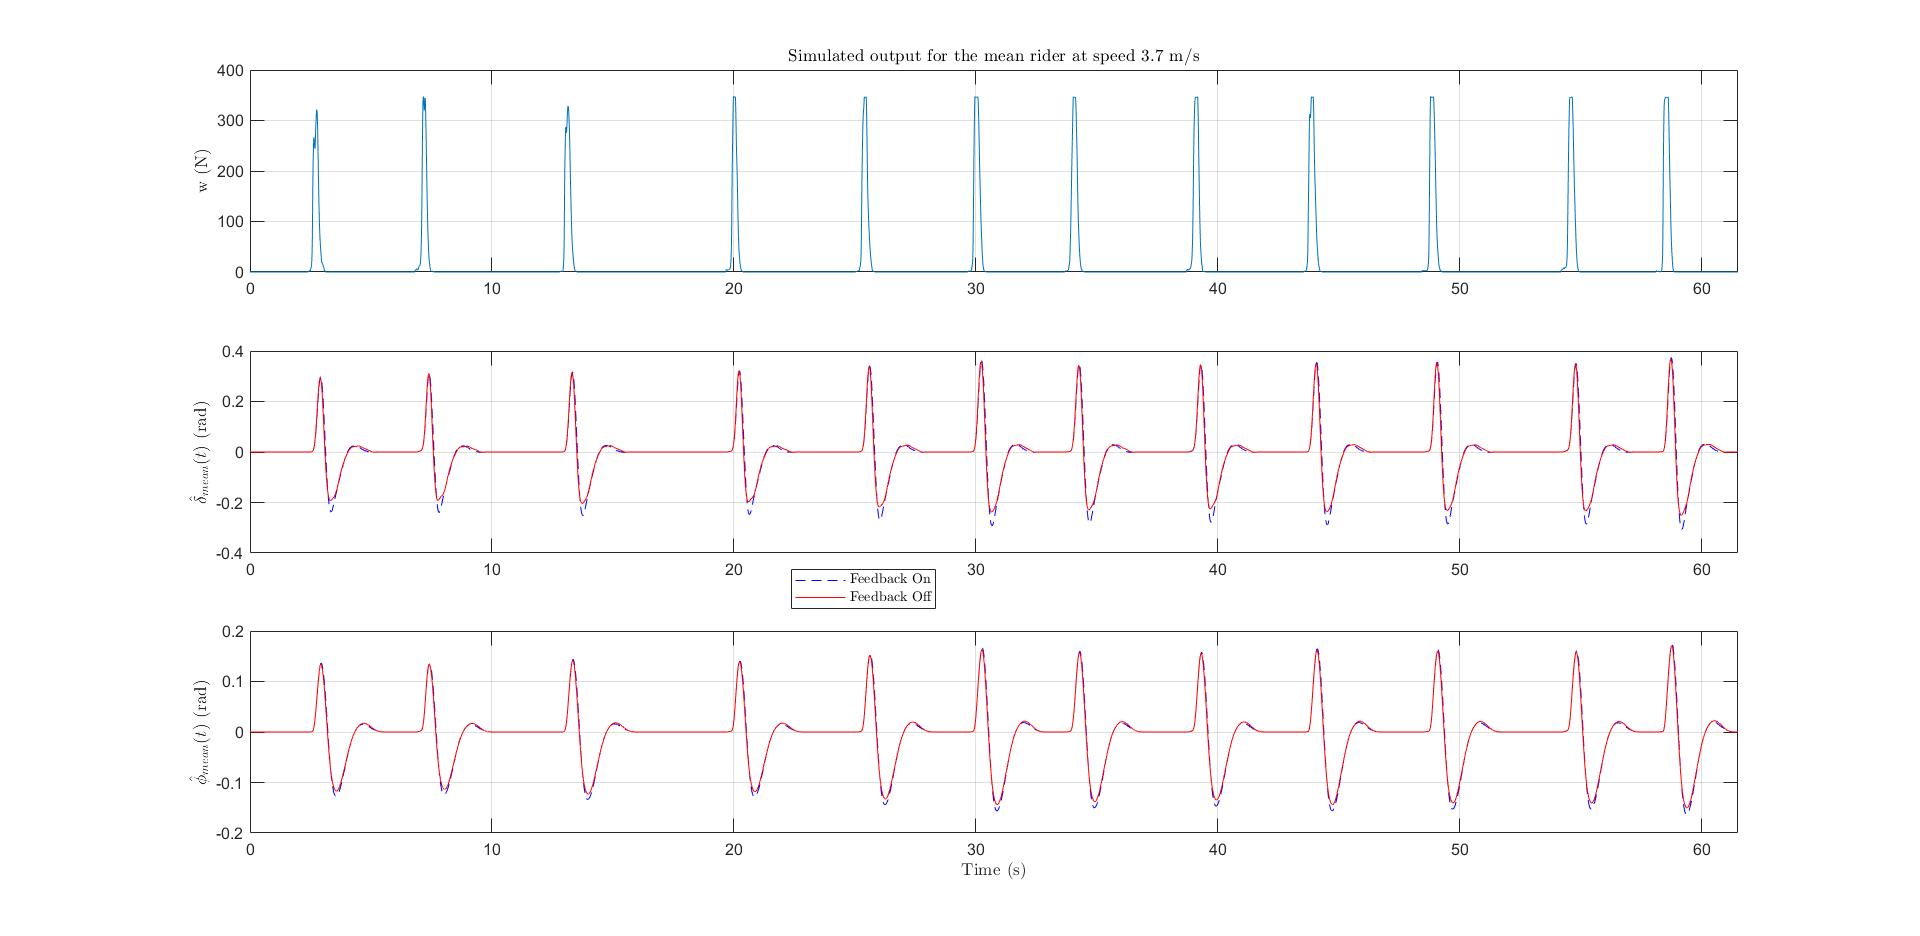 Simulated output for the mean rider at speed 3.7 m/s
400
300
200
100
0
w (N)
0 10 20 30 40 50 60
0.4
0.2
0
-0.2
-0.4
δ̂mean(t) (rad)
0 10 20 30 40 50 60
Feedback On
Feedback Off
0.2
0.1
0
-0.1
-0.2
φ̂mean(t) (rad)
0 10 20 30 40 50 60
Time (s)